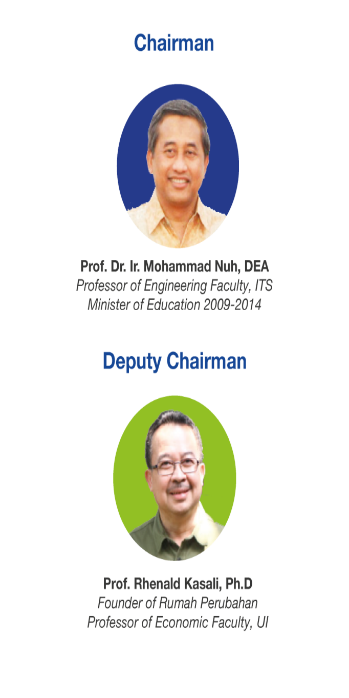 Chairman
Prof. Dr. Ir. Mohammad Nuh, DEA
Professor of Engineering Faculty, ITS
Minister of Education 2009-2014
Deputy Chairman
Prof. Rhenald Kasali, Ph.D
Founder of Rumah Perubahan
Professor of Economic Faculty, UI